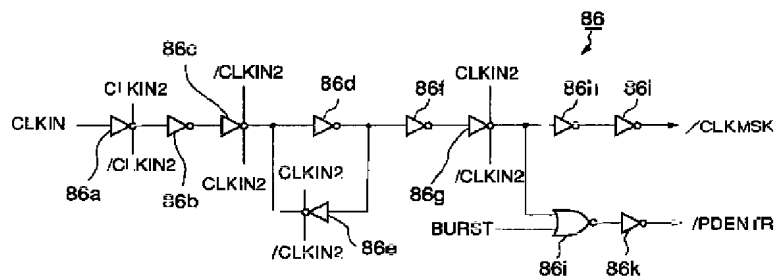 86
86c
CLKIN2
/CLKIN2
86d
86f
CLKIN2
86h
86i
CLKIN
/CLKMSK
/CLKIN2
CLKIN2
CLKIN2
/CLKIN2
86a
86b
86g
/CLKIN2
86e
BURST
/PDENTR
86j
86k